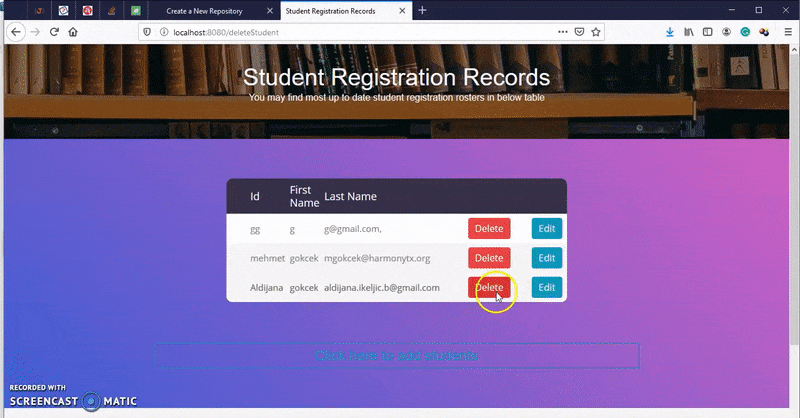 Create a New Repository
Student Registration Records
localhost:8080/deleteStudent
Student Registration Records
You may find most up to date student registration rosters in below table
Id First Name Last Name
gg g g@gmail.com, Delete Edit
mehmet gokcek mgokcek@harmonytx.org Delete Edit
Aldijana gokcek aldijana.ikeljic.b@gmail.com Delete Edit
Click Here to add students
RECORDED WITH
SCREENCAST MATIC